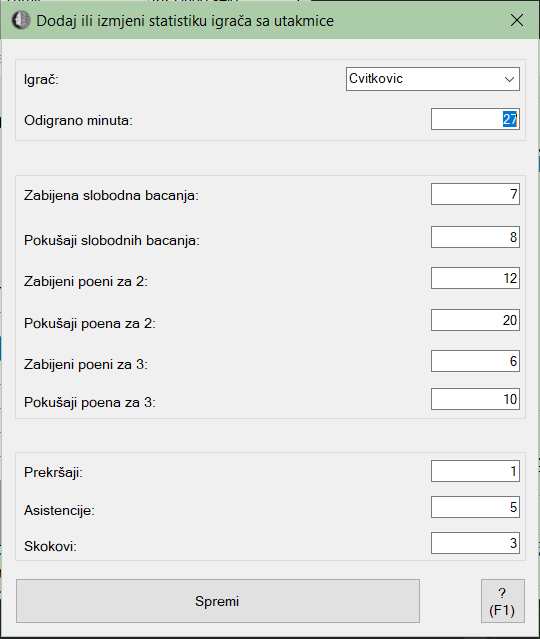 Dodaj ili izmjeni statistiku igrača sa utakmice
Igrač: Cvitkovic
Odigrano minuta: 27
Zabijena slobodna bacanja: 7
Pokušaji slobodnih bacanja: 8
Zabijeni poeni za 2: 12
Pokušaji poena za 2: 20
Zabijeni poeni za 3: 6
Pokušaji poena za 3: 10
Prekršaji: 1
Asistencije: 5
Skokovi: 3
Spremi
?
(F1)